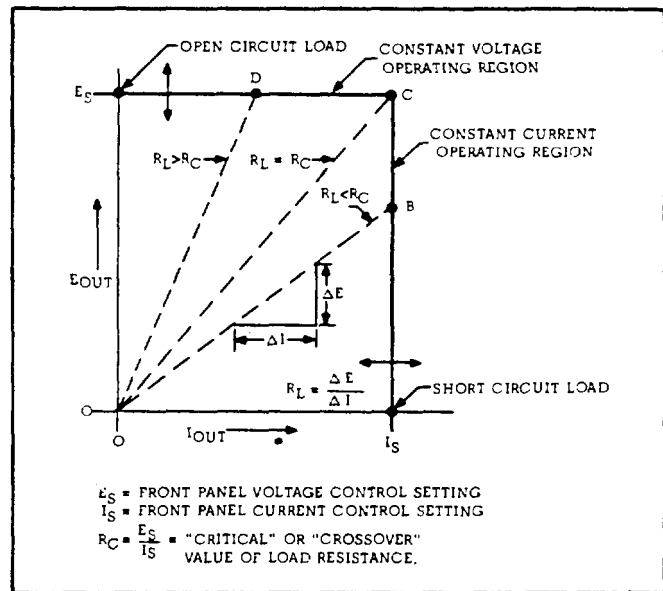 OPEN CIRCUIT LOAD
CONSTANT VOLTAGE
OPERATING REGION
D
E_S
C
CONSTANT CURRENT
OPERATING REGION
R_L>R_C
R_L = R_C
R_L<R_C
B
E_OUT
ΔE
ΔI
R_L = ΔE/ΔI
SHORT CIRCUIT LOAD
O
O
I_OUT
I_S
E_S = FRONT PANEL VOLTAGE CONTROL SETTING
I_S = FRONT PANEL CURRENT CONTROL SETTING
R_C = E_S/I_S = "CRITICAL" OR "CROSSOVER"
VALUE OF LOAD RESISTANCE.